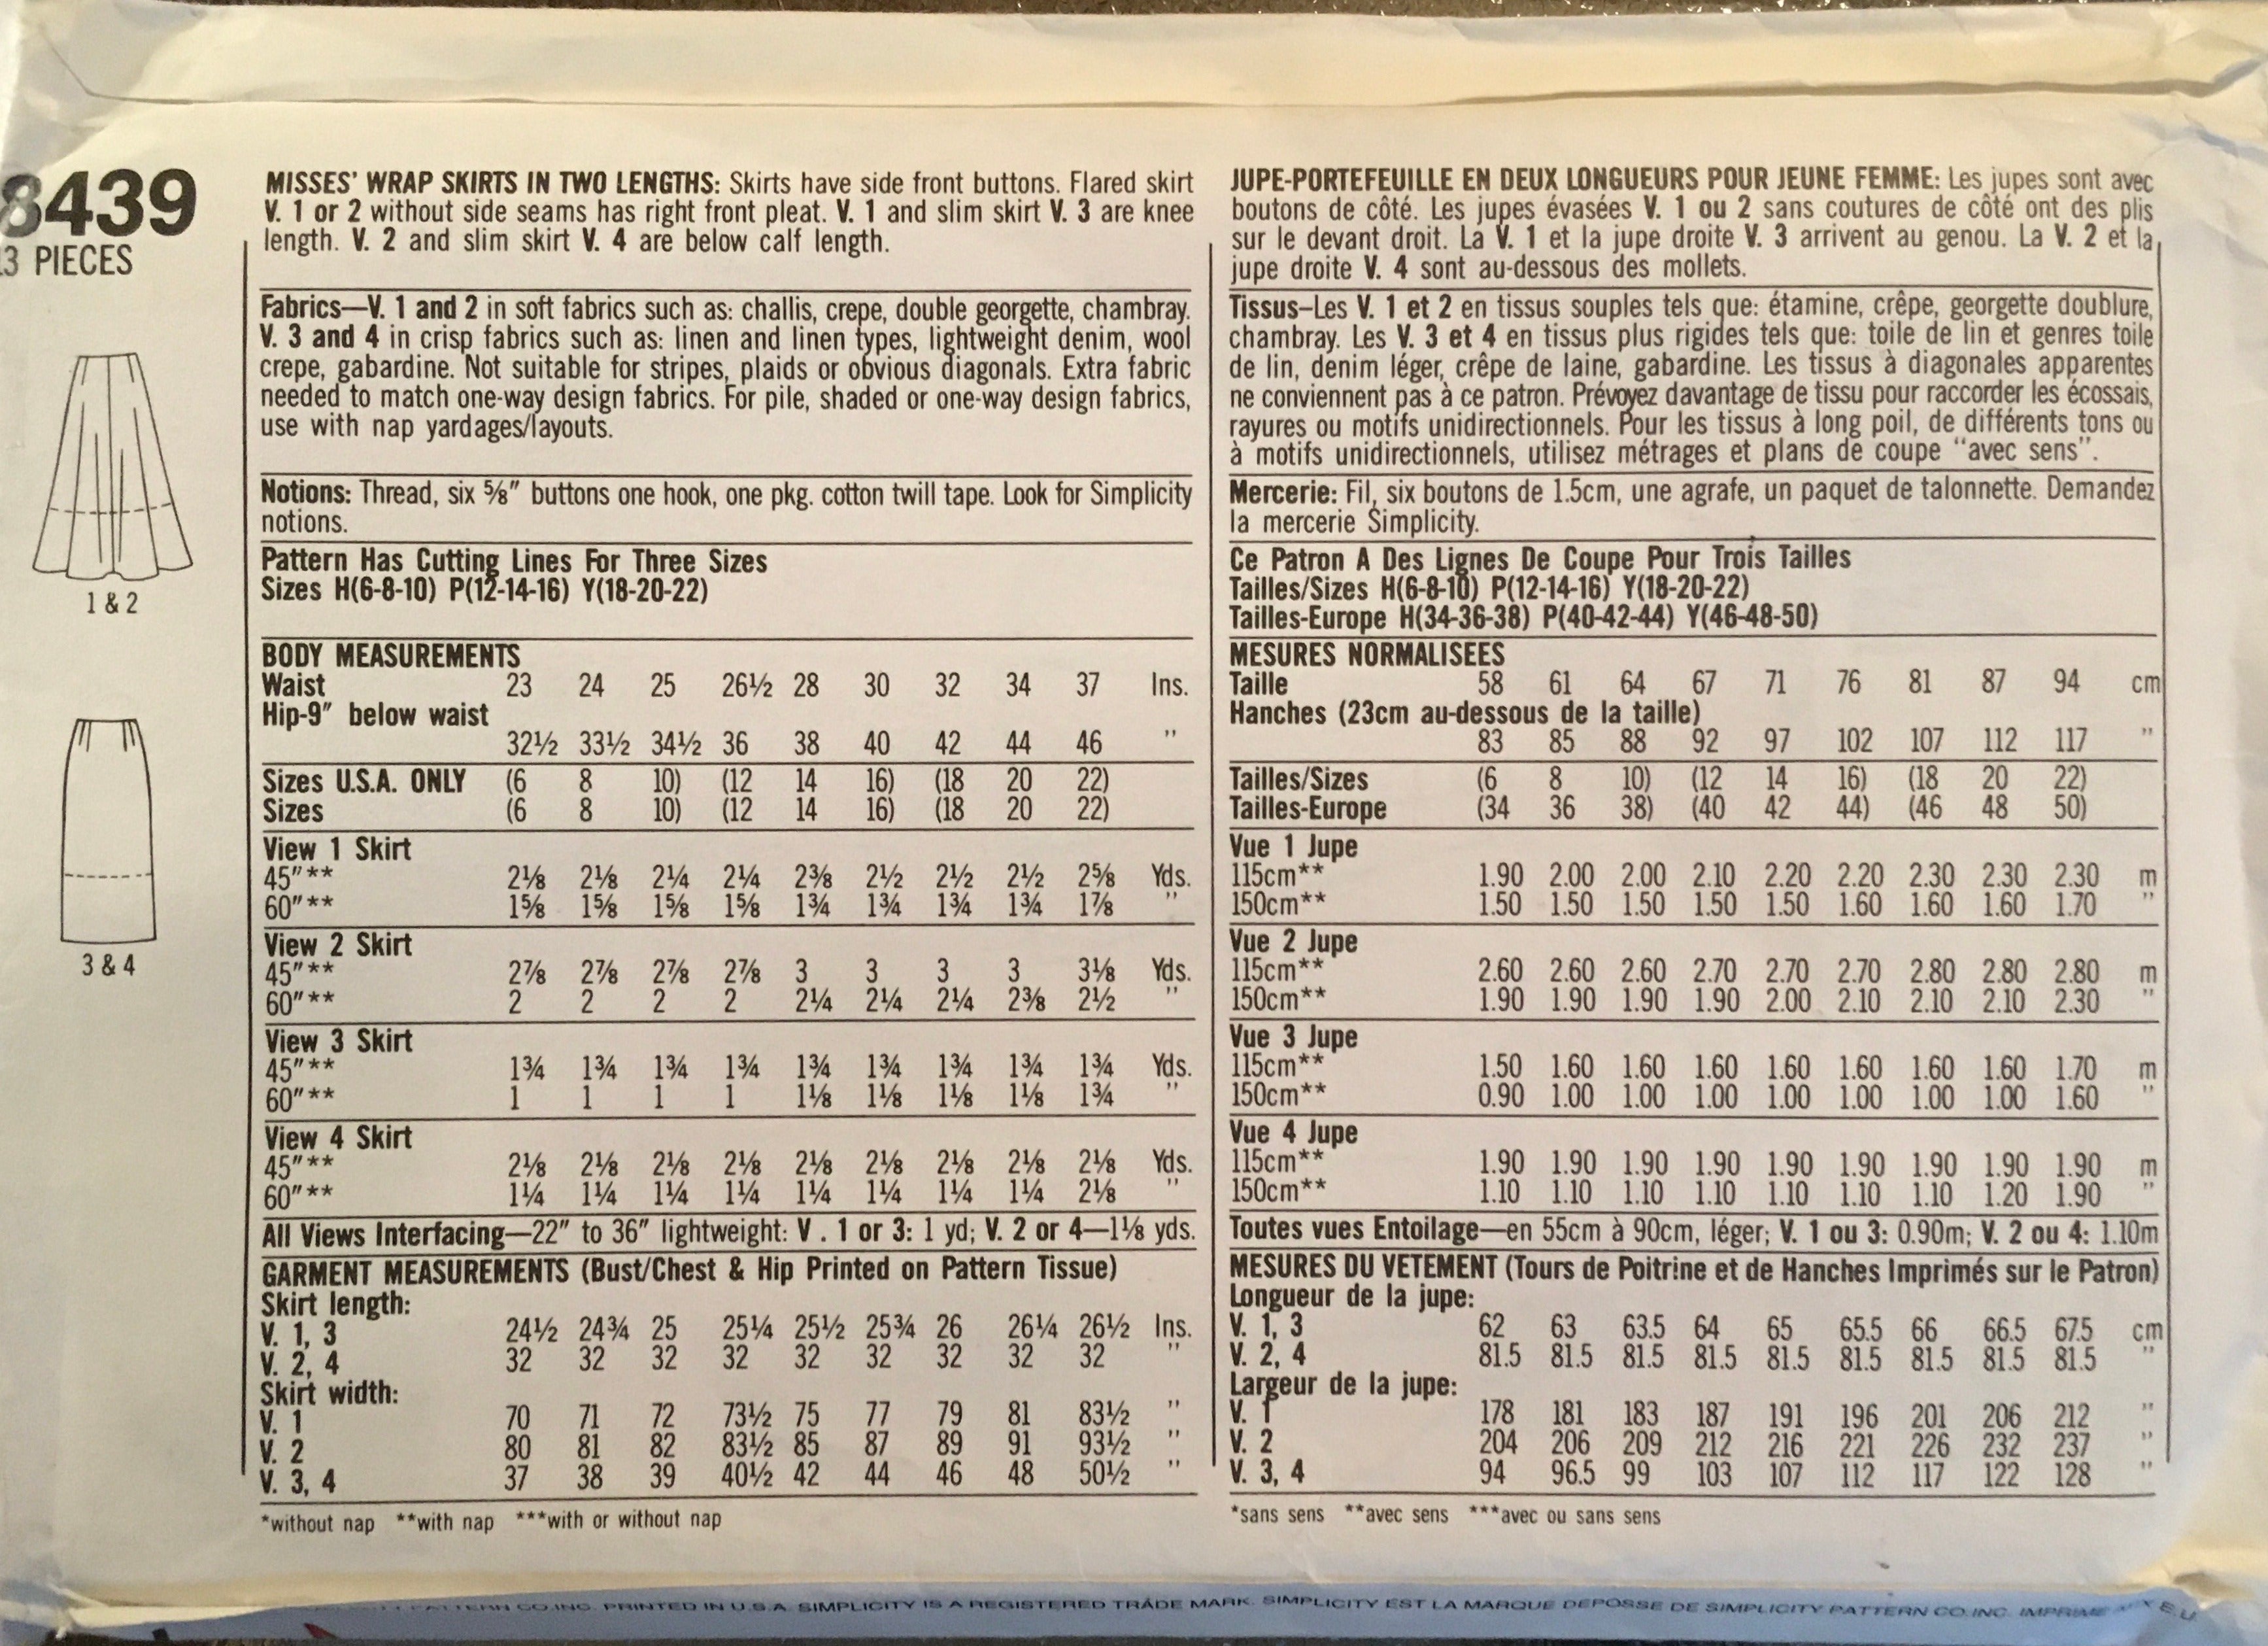 8439
13 PIECES
1 & 2
3 & 4
MISSES' WRAP SKIRTS IN TWO LENGTHS: Skirts have side front buttons. Flared skirt
V. 1 or 2 without side seams has right front pleat. V. 1 and slim skirt V. 3 are knee
length. V. 2 and slim skirt V. 4 are below calf length.
Fabrics—V. 1 and 2 in soft fabrics such as: challis, crepe, double georgette, chambray.
V. 3 and 4 in crisp fabrics such as: linen and linen types, lightweight denim, wool
crepe, gabardine. Not suitable for stripes, plaids or obvious diagonals. Extra fabric
needed to match one-way design fabrics. For pile, shaded or one-way design fabrics,
use with nap yardages/layouts.
Notions: Thread, six ⅝" buttons one hook, one pkg. cotton twill tape. Look for Simplicity
notions.
Pattern Has Cutting Lines For Three Sizes
Sizes H(6-8-10) P(12-14-16) Y(18-20-22)
BODY MEASUREMENTS
Waist 23 24 25 26½ 28 30 32 34 37 Ins.
Hip-9" below waist
32½ 33½ 34½ 36 38 40 42 44 46 "
Sizes U.S.A. ONLY (6 8 10) (12 14 16) (18 20 22)
Sizes (6 8 10) (12 14 16) (18 20 22)
View 1 Skirt
45"** 2⅛ 2⅛ 2¼ 2¼ 2⅜ 2½ 2½ 2½ 2⅝ Yds.
60"** 1⅝ 1⅝ 1⅝ 1⅝ 1¾ 1¾ 1¾ 1¾ 1⅞ "
View 2 Skirt
45"** 2⅞ 2⅞ 2⅞ 2⅞ 3 3 3 3 3⅛ Yds.
60"** 2 2 2 2 2¼ 2¼ 2¼ 2⅜ 2½ "
View 3 Skirt
45"** 1¾ 1¾ 1¾ 1¾ 1¾ 1¾ 1¾ 1¾ 1¾ Yds.
60"** 1 1 1 1 1⅛ 1⅛ 1⅛ 1⅛ 1¾ "
View 4 Skirt
45"** 2⅛ 2⅛ 2⅛ 2⅛ 2⅛ 2⅛ 2⅛ 2⅛ 2⅛ Yds.
60"** 1¼ 1¼ 1¼ 1¼ 1¼ 1¼ 1¼ 1¼ 2⅛ "
All Views Interfacing—22" to 36" lightweight: V . 1 or 3: 1 yd; V. 2 or 4—1⅛ yds.
GARMENT MEASUREMENTS (Bust/Chest & Hip Printed on Pattern Tissue)
Skirt length:
V. 1, 3 24½ 24¾ 25 25¼ 25½ 25¾ 26 26¼ 26½ Ins.
V. 2, 4 32 32 32 32 32 32 32 32 32 "
Skirt width:
V. 1 70 71 72 73½ 75 77 79 81 83½ "
V. 2 80 81 82 83½ 85 87 89 91 93½ "
V. 3, 4 37 38 39 40½ 42 44 46 48 50½ "
*without nap **with nap ***with or without nap
JUPE-PORTEFEUILLE EN DEUX LONGUEURS POUR JEUNE FEMME: Les jupes sont avec
boutons de côté. Les jupes évasées V. 1 ou 2 sans coutures de côté ont des plis
sur le devant droit. La V. 1 et la jupe droite V. 3 arrivent au genou. La V. 2 et la
jupe droite V. 4 sont au-dessous des mollets.
Tissus–Les V. 1 et 2 en tissus souples tels que: étamine, crêpe, georgette doublure,
chambray. Les V. 3 et 4 en tissus plus rigides tels que: toile de lin et genres toile
de lin, denim léger, crêpe de laine, gabardine. Les tissus à diagonales apparentes
ne conviennent pas à ce patron. Prévoyez davantage de tissu pour raccorder les écossais,
rayures ou motifs unidirectionnels. Pour les tissus à long poil, de différents tons ou
à motifs unidirectionnels, utilisez métrages et plans de coupe "avec sens".
Mercerie: Fil, six boutons de 1.5cm, une agrafe, un paquet de talonnette. Demandez
la mercerie Simplicity.
Ce Patron A Des Lignes De Coupe Pour Trois Tailles
Tailles/Sizes H(6-8-10) P(12-14-16) Y(18-20-22)
Tailles-Europe H(34-36-38) P(40-42-44) Y(46-48-50)
MESURES NORMALISEES
Taille 58 61 64 67 71 76 81 87 94 cm
Hanches (23cm au-dessous de la taille)
83 85 88 92 97 102 107 112 117 "
Tailles/Sizes (6 8 10) (12 14 16) (18 20 22)
Tailles-Europe (34 36 38) (40 42 44) (46 48 50)
Vue 1 Jupe
115cm** 1.90 2.00 2.00 2.10 2.20 2.20 2.30 2.30 2.30 m
150cm** 1.50 1.50 1.50 1.50 1.50 1.60 1.60 1.60 1.70 "
Vue 2 Jupe
115cm** 2.60 2.60 2.60 2.70 2.70 2.70 2.80 2.80 2.80 m
150cm** 1.90 1.90 1.90 1.90 2.00 2.10 2.10 2.10 2.30 "
Vue 3 Jupe
115cm** 1.50 1.60 1.60 1.60 1.60 1.60 1.60 1.60 1.70 m
150cm** 0.90 1.00 1.00 1.00 1.00 1.00 1.00 1.00 1.60 "
Vue 4 Jupe
115cm** 1.90 1.90 1.90 1.90 1.90 1.90 1.90 1.90 1.90 m
150cm** 1.10 1.10 1.10 1.10 1.10 1.10 1.10 1.20 1.90 "
Toutes vues Entoilage—en 55cm à 90cm, léger; V. 1 ou 3: 0.90m; V. 2 ou 4: 1.10m
MESURES DU VETEMENT (Tours de Poitrine et de Hanches Imprimés sur le Patron)
Longueur de la jupe:
V. 1, 3 62 63 63.5 64 65 65.5 66 66.5 67.5 cm
V. 2, 4 81.5 81.5 81.5 81.5 81.5 81.5 81.5 81.5 81.5 "
Largeur de la jupe:
V. 1 178 181 183 187 191 196 201 206 212 "
V. 2 204 206 209 212 216 221 226 232 237 "
V. 3, 4 94 96.5 99 103 107 112 117 122 128 "
*sans sens **avec sens ***avec ou sans sens
PATTERN CO. INC. PRINTED IN U.S.A. SIMPLICITY IS A REGISTERED TRADE MARK. SIMPLICITY EST LA MARQUE DEPOSSE DE SIMPLICITY PATTERN CO. INC. IMPRIME